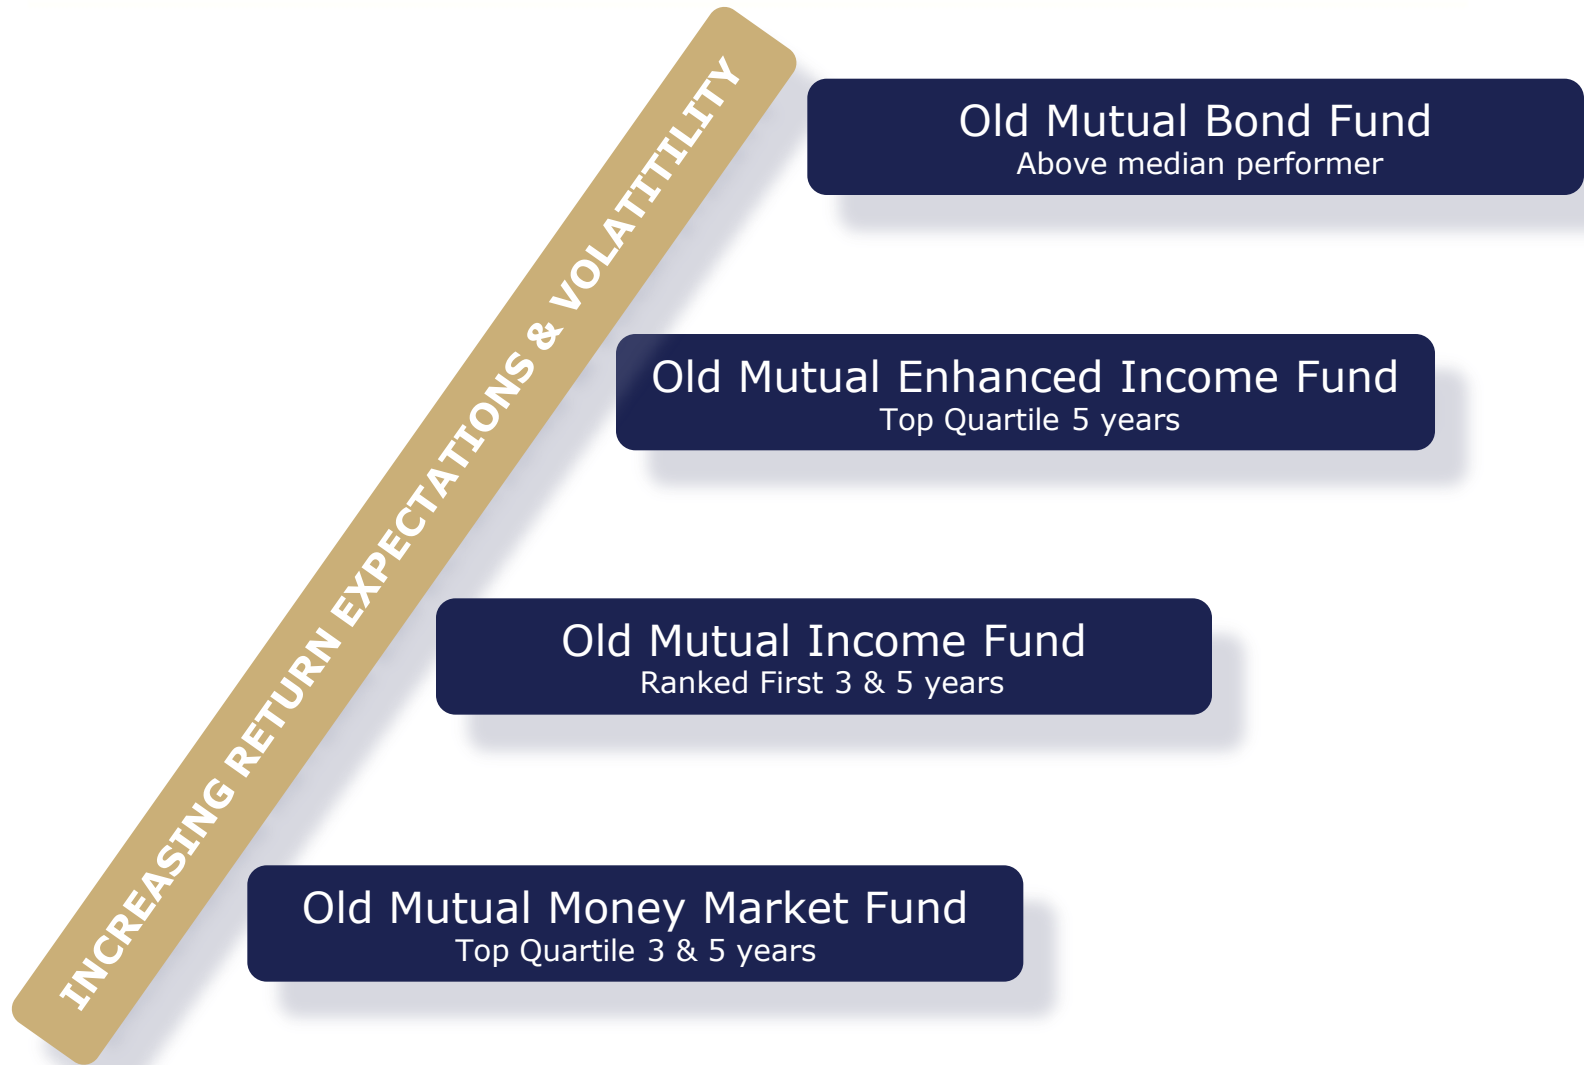 INCREASING RETURN EXPECTATIONS & VOLATITILITY
Old Mutual Bond Fund
Above median performer
Old Mutual Enhanced Income Fund
Top Quartile 5 years
Old Mutual Income Fund
Ranked First 3 & 5 years
Old Mutual Money Market Fund
Top Quartile 3 & 5 years